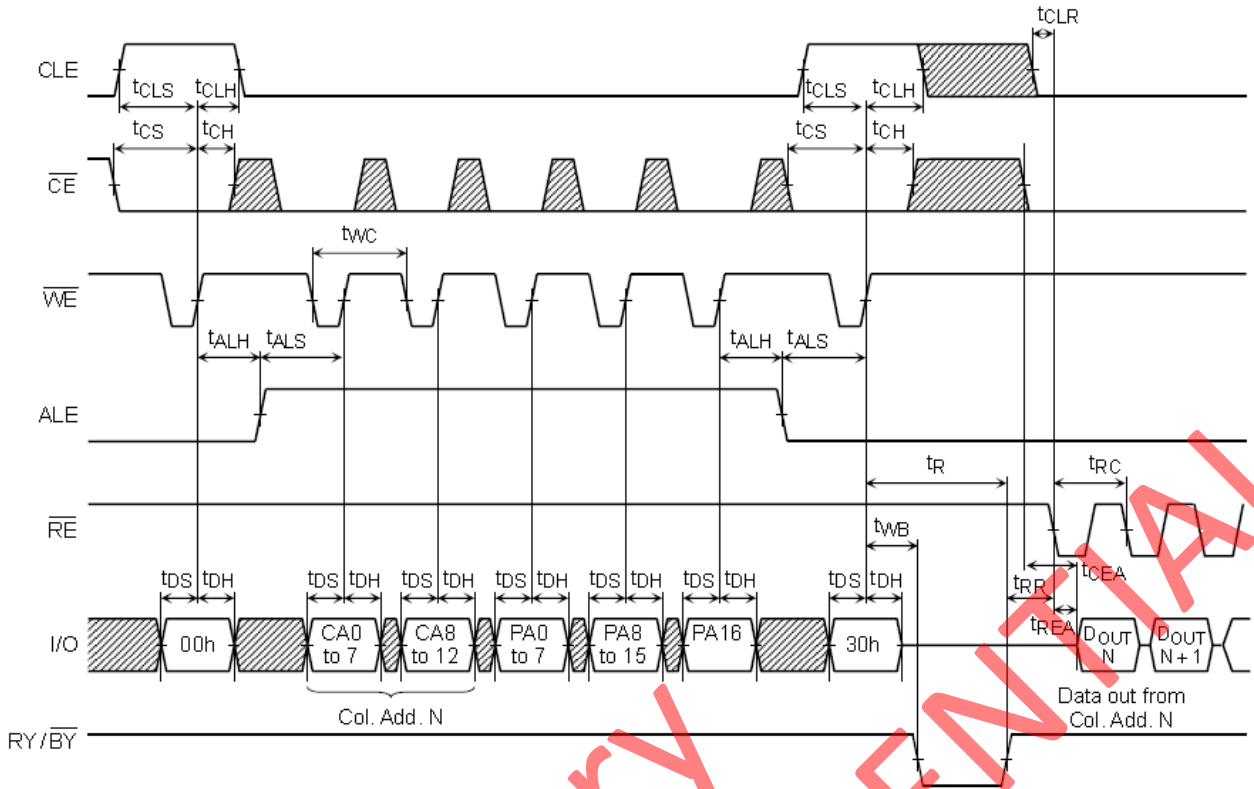 tCLR
CLE
tCLS tCLH tCLS tCLH
tCS tCH tCS tCH
CE
tWC
WE
tALH tALS tALH tALS
ALE
tR tRC
RE
tWB
tCEA
tDS tDH tDS tDH tDS tDH tDS tDH tDS tDH tDS tDH tDS tDH tRR
tREA
I/O
00h
CA0
to 7
CA8
to 12
PA0
to 7
PA8
to 15
PA16
30h
DOUT
N
DOUT
N + 1
Col. Add. N
Data out from
Col. Add. N
RY / BY
ry
ENTIAL